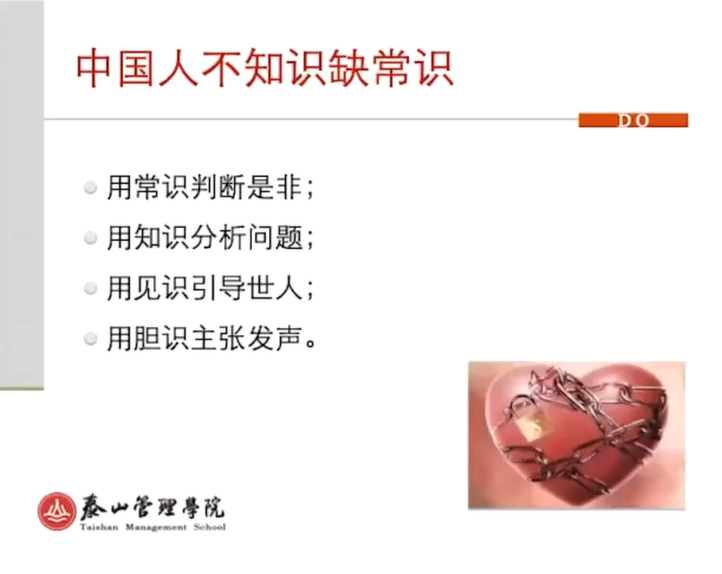 中国人不知识缺常识
DO
用常识判断是非；
用知识分析问题；
用见识引导世人；
用胆识主张发声。
泰山管理學院
Taishan Management School